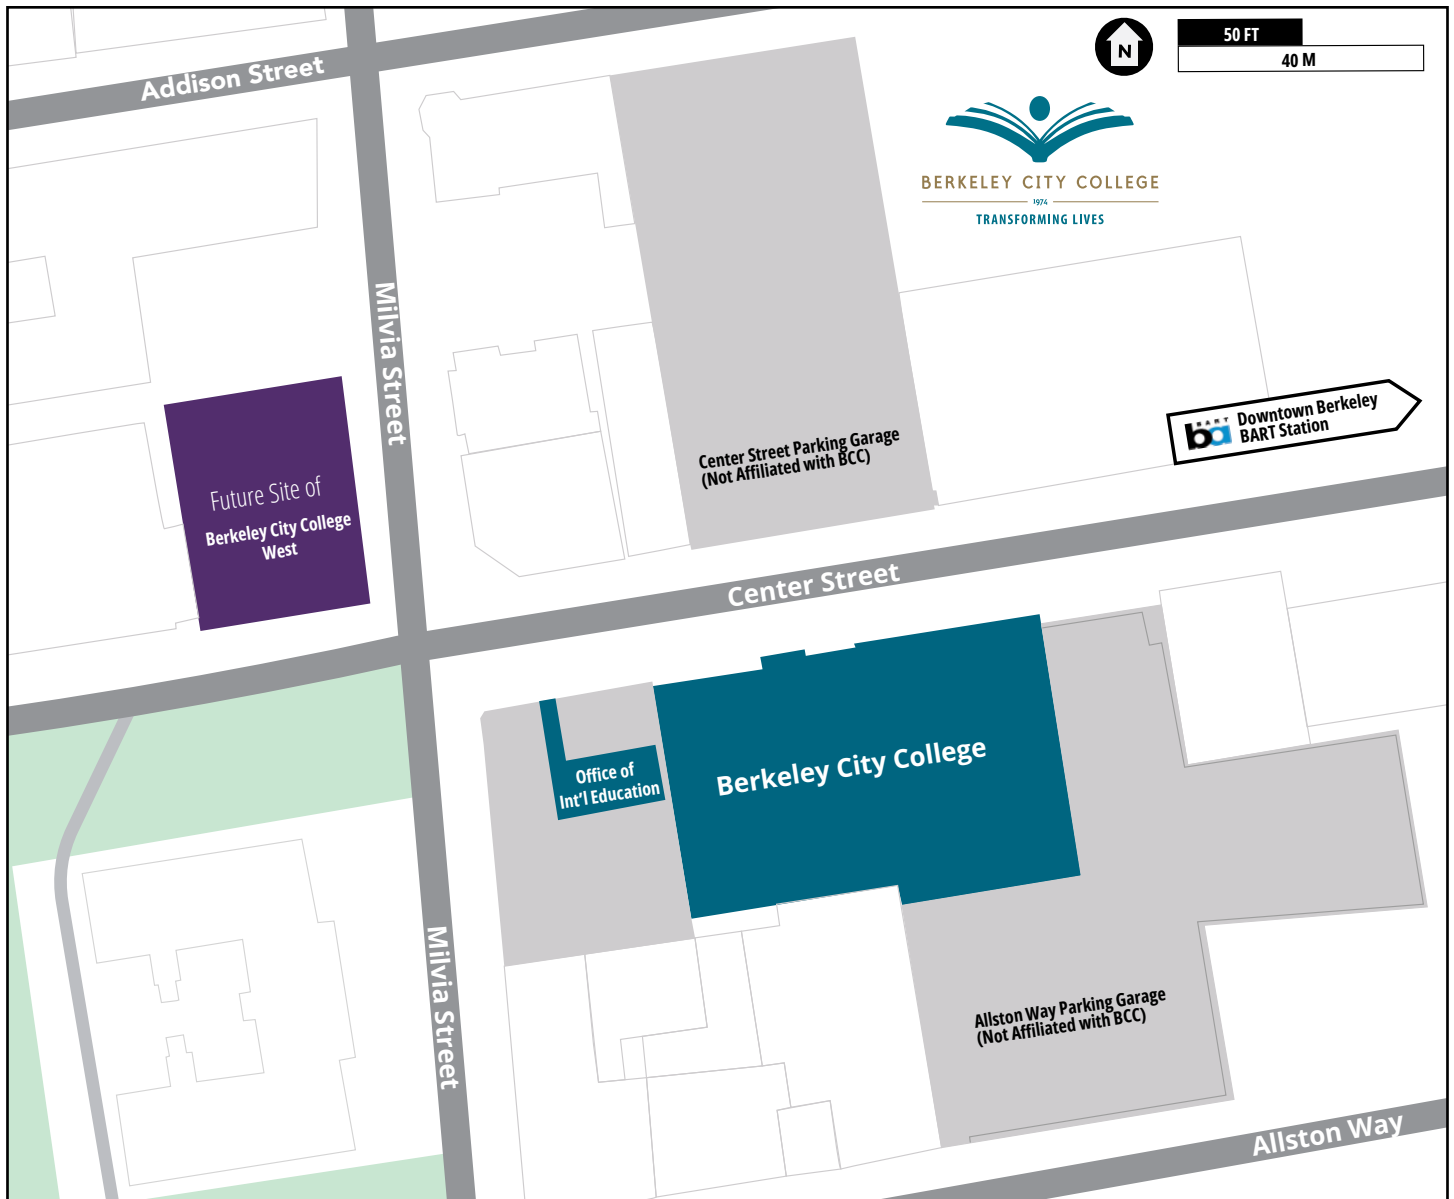 Addison Street
N
50 FT
40 M
BERKELEY CITY COLLEGE
1974
TRANSFORMING LIVES
Milvia Street
Center Street Parking Garage
(Not Affiliated with BCC)
BART
ba
Downtown Berkeley
BART Station
Future Site of
Berkeley City College
West
Center Street
Office of
Int'l Education
Berkeley City College
Milvia Street
Allston Way Parking Garage
(Not Affiliated with BCC)
Allston Way